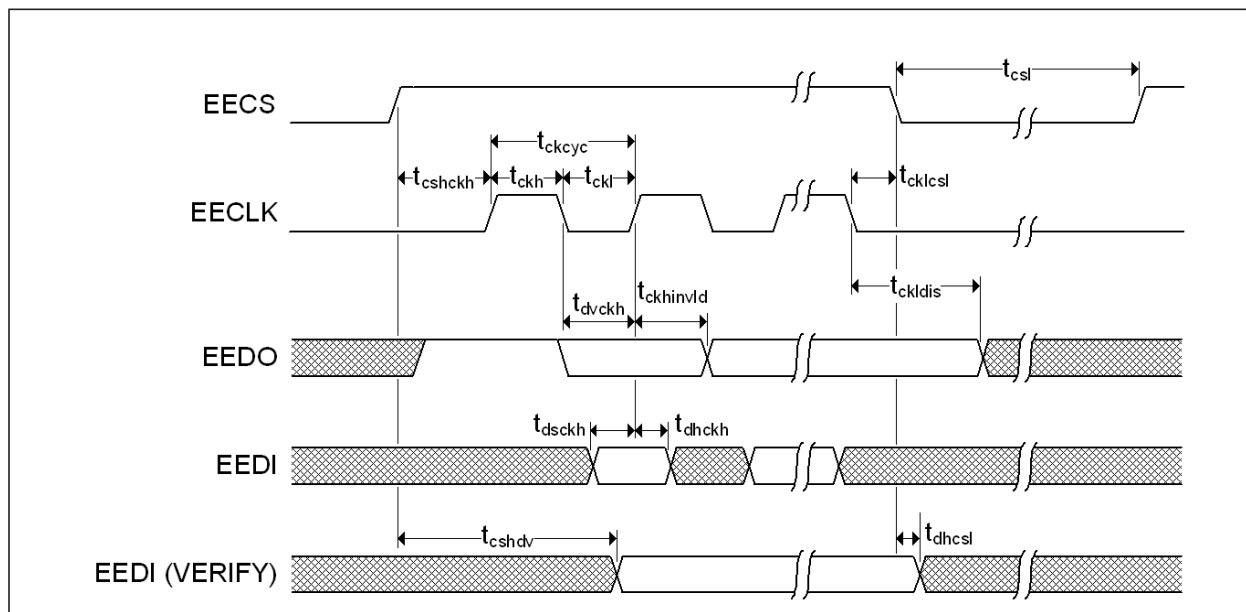 EECS
t_csl
t_ckcyc
t_cshckh
t_ckh
t_ckl
t_cklcsl
EECLK
t_dvckh
t_ckhinvld
t_ckldis
EEDO
t_dsckh
t_dhckh
EEDI
t_cshdv
t_dhcsl
EEDI (VERIFY)